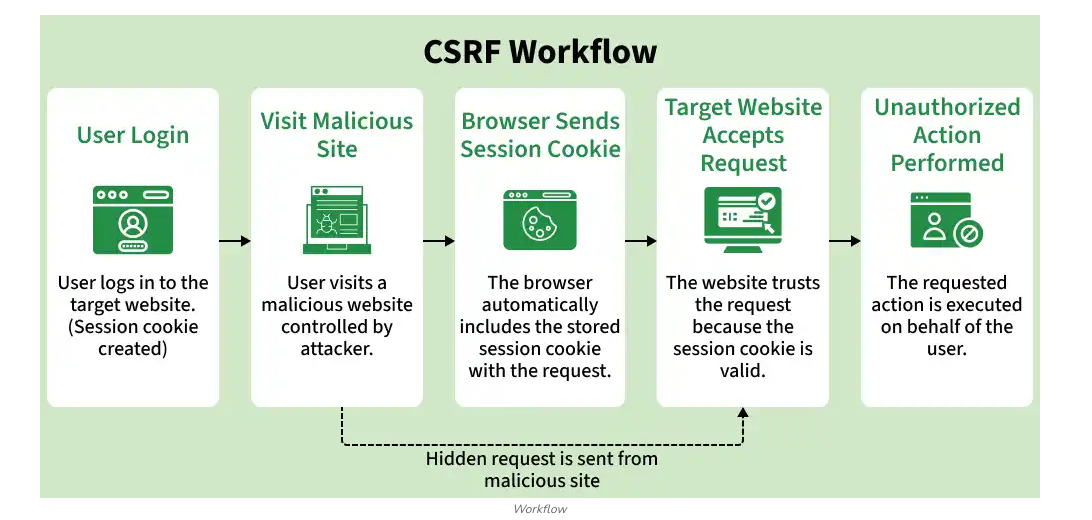 CSRF Workflow
User Login
User logs in to the
target website.
(Session cookie
created)
Visit Malicious
Site
User visits a
malicious website
controlled by
attacker.
Browser Sends
Session Cookie
The browser
automatically
includes the stored
session cookie
with the request.
Target Website
Accepts
Request
The website trusts
the request
because the
session cookie is
valid.
Unauthorized
Action
Performed
The requested
action is executed
on behalf of the
user.
Hidden request is sent from
malicious site
Workflow